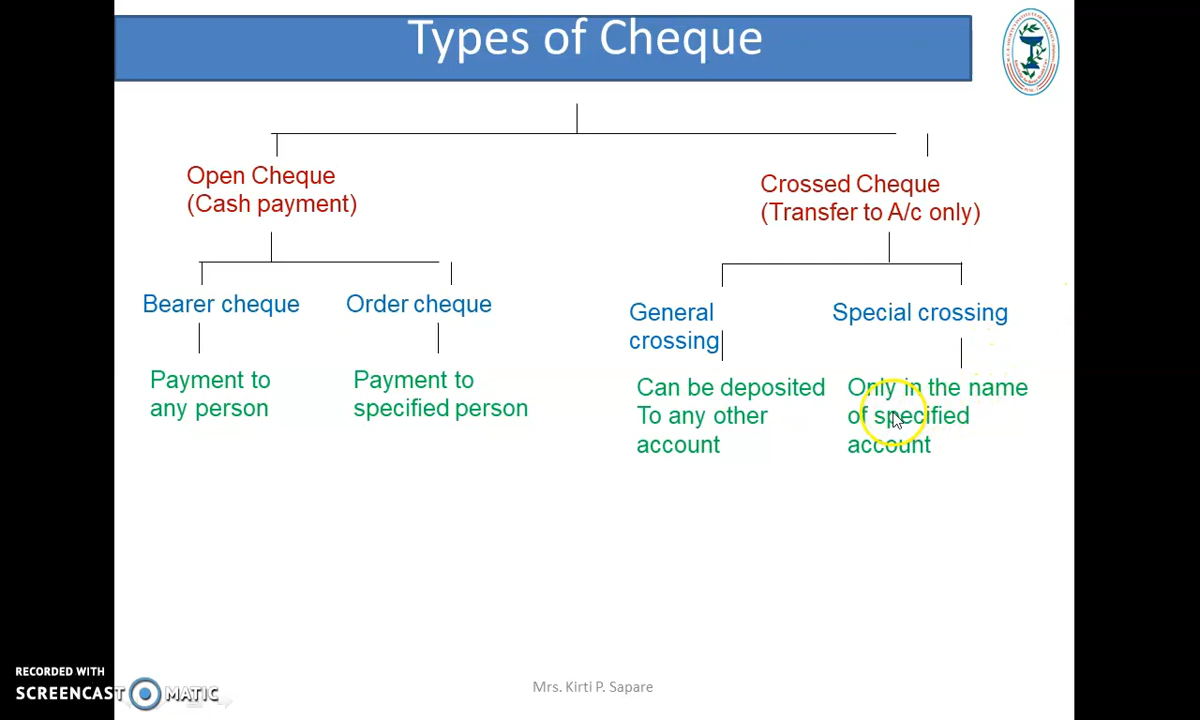 Types of Cheque
Open Cheque
(Cash payment)
Crossed Cheque
(Transfer to A/c only)
Bearer cheque
Order cheque
General
crossing
Special crossing
Payment to
any person
Payment to
specified person
Can be deposited
To any other
account
Only in the name
of specified
account
RECORDED WITH
SCREENCAST MATIC
Mrs. Kirti P. Sapare